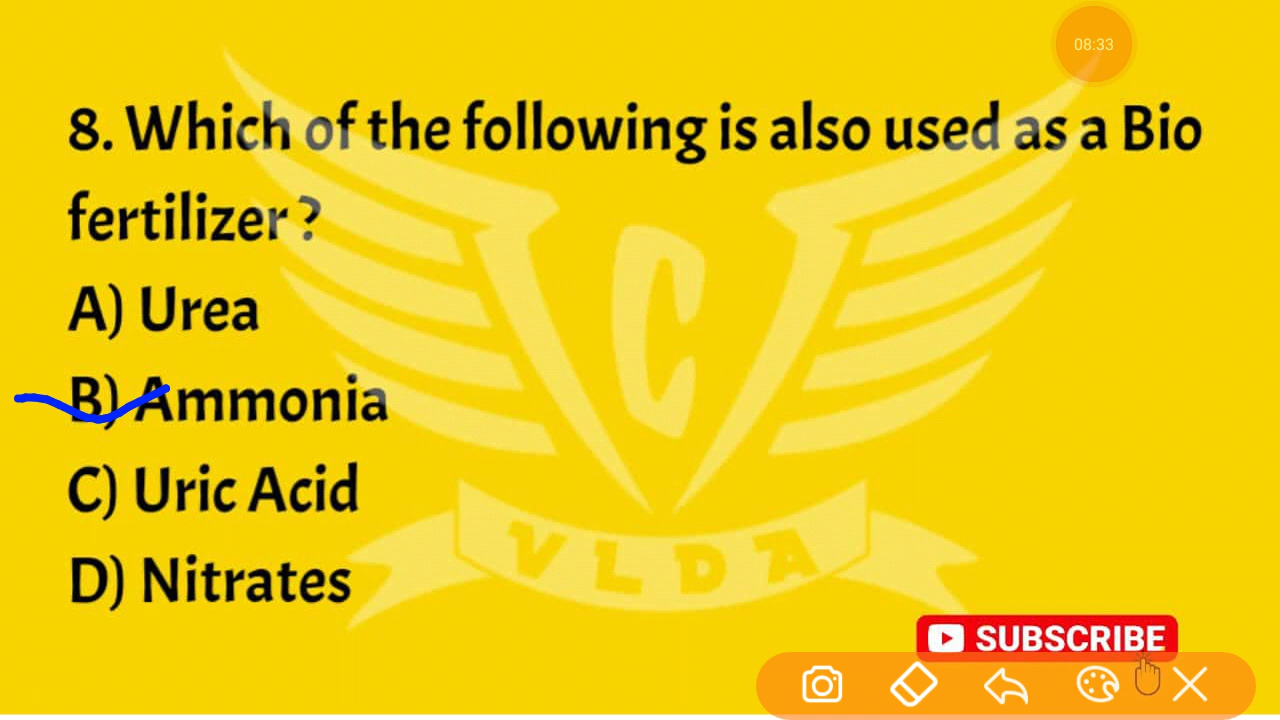 08:33
8. Which of the following is also used as a Bio
fertilizer ?
A) Urea
B) Ammonia
C) Uric Acid
D) Nitrates
VC
VLDA
SUBSCRIBE